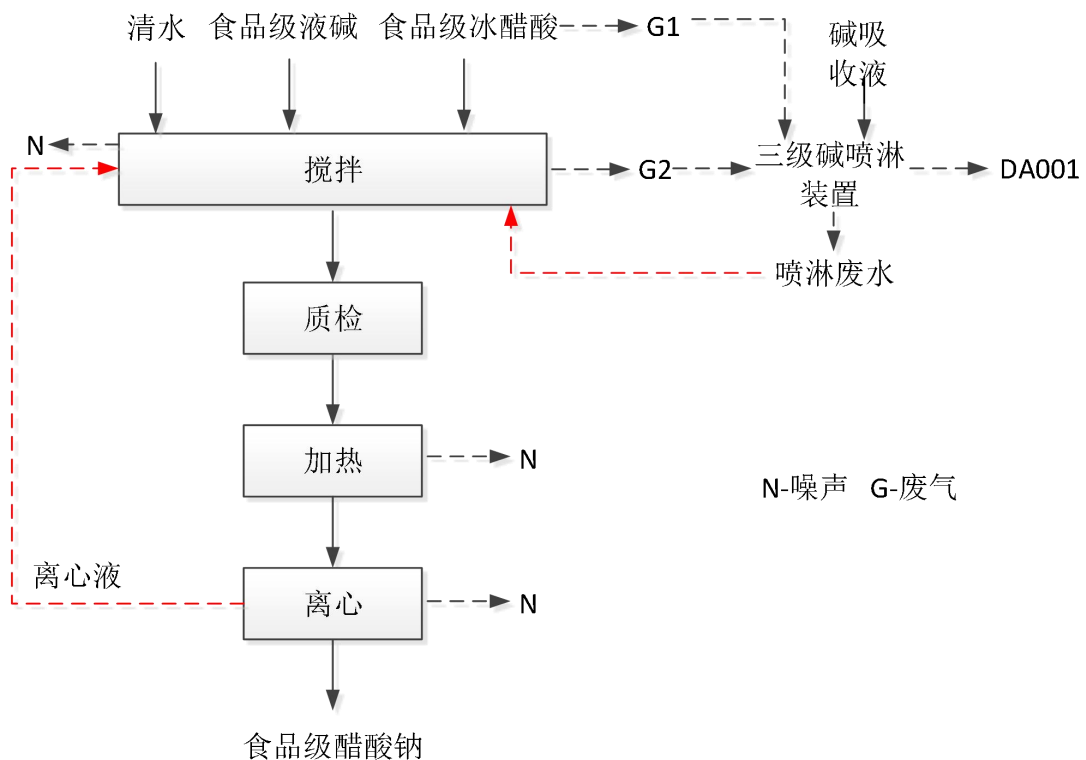 清水 食品级液碱 食品级冰醋酸 G1
碱吸
收液
N
搅拌
G2
三级碱喷淋
装置
DA001
喷淋废水
质检
加热
N
N-噪声 G-废气
离心液
离心
N
食品级醋酸钠